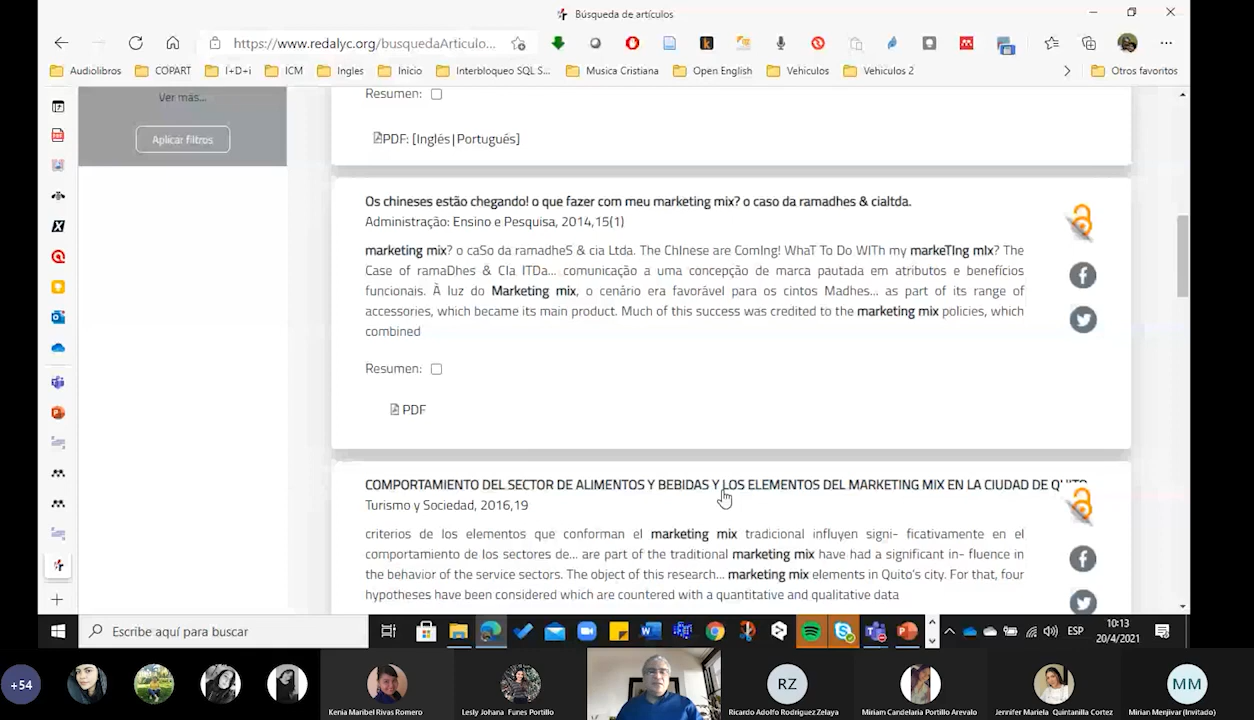 Búsqueda de artículos
https://www.redalyc.org/busquedaArticulo...
Audiolibros
COPART
I+D+i
ICM
Ingles
Inicio
Interbloqueo SQL S...
Musica Cristiana
Open English
Vehiculos
Vehiculos 2
Otros favoritos
Ver más...
Aplicar filtros
Resumen:
PDF: [Inglés|Portugués]
Os chineses estão chegando! o que fazer com meu marketing mix? o caso da ramadhes & cialtda.
Administração: Ensino e Pesquisa, 2014,15(1)
marketing mix? o caSo da ramadheS & cia Ltda. The ChInese are ComIng! WhaT To Do WITh my markeTIng mIx? The
Case of ramaDhes & CIa lTDa... comunicação a uma concepção de marca pautada em atributos e benefícios
funcionais. À luz do Marketing mix, o cenário era favorável para os cintos Madhes... as part of its range of
accessories, which became its main product. Much of this success was credited to the marketing mix policies, which
combined
Resumen:
PDF
COMPORTAMIENTO DEL SECTOR DE ALIMENTOS Y BEBIDAS Y LOS ELEMENTOS DEL MARKETING MIX EN LA CIUDAD DE QUITO
Turismo y Sociedad, 2016,19
criterios de los elementos que conforman el marketing mix tradicional influyen signi- ficativamente en el
comportamiento de los sectores de... are part of the traditional marketing mix have had a significant in- fluence in
the behavior of the service sectors. The object of this research... marketing mix elements in Quito's city. For that, four
hypotheses have been considered which are countered with a quantitative and qualitative data
Escribe aquí para buscar
ESP
10:13
20/4/2021
+54
Kenia Maribel Rivas Romero
Lesly Johana Funes Portillo
RZ
Ricardo Adolfo Rodriguez Zelaya
Miriam Candelaria Portillo Arevalo
Jennifer Mariela Quintanilla Cortez
MM
Mirian Menjivar (Invitado)